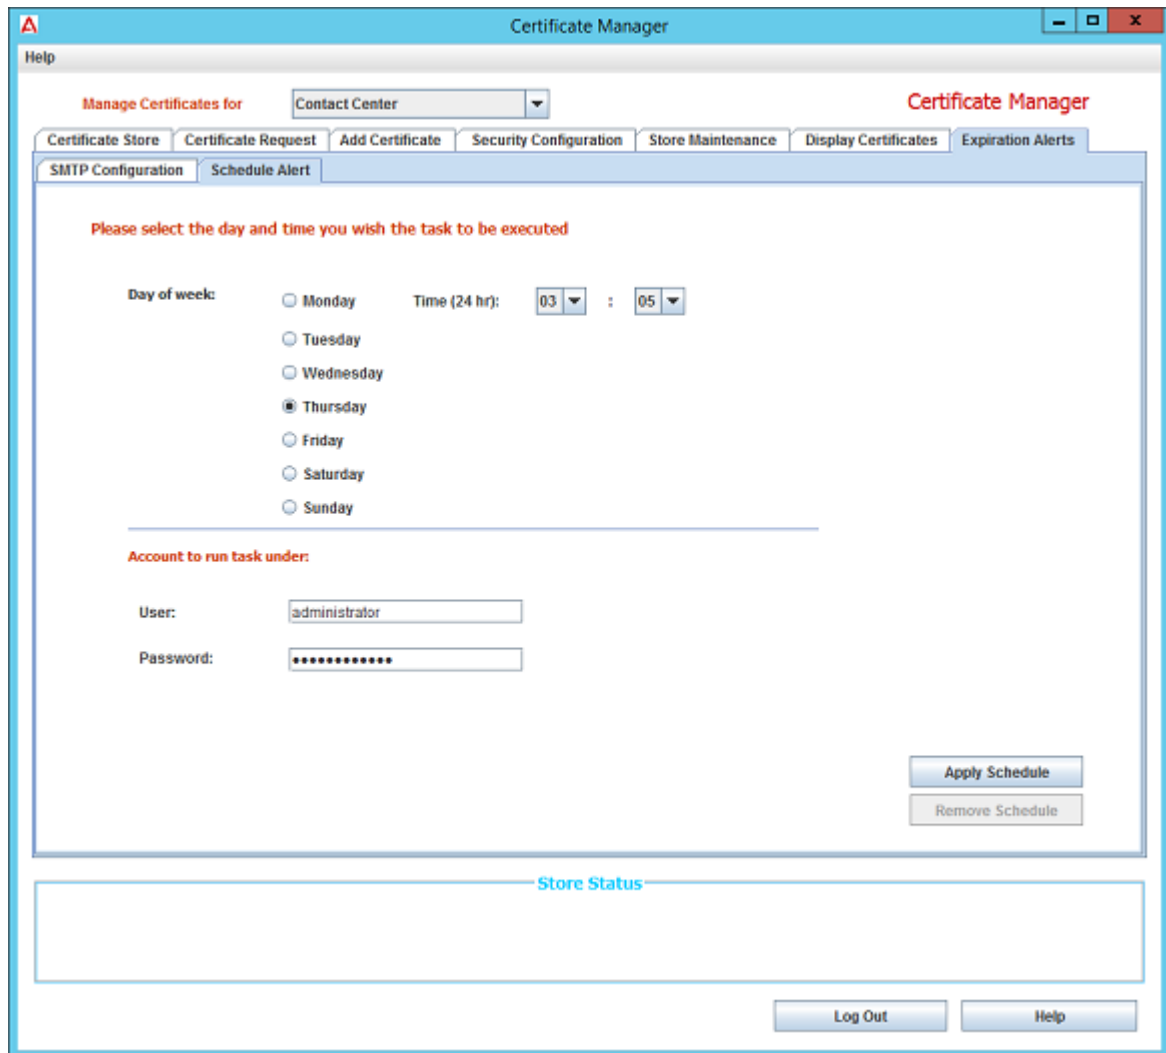 Certificate Manager
Help
Manage Certificates for Contact Center Certificate Manager
Certificate Store Certificate Request Add Certificate Security Configuration Store Maintenance Display Certificates Expiration Alerts
SMTP Configuration Schedule Alert
Please select the day and time you wish the task to be executed
Day of week: Monday Time (24 hr): 03 : 05
Tuesday
Wednesday
Thursday
Friday
Saturday
Sunday
Account to run task under:
User: administrator
Password: ••••••••••••
Apply Schedule
Remove Schedule
Store Status
Log Out Help